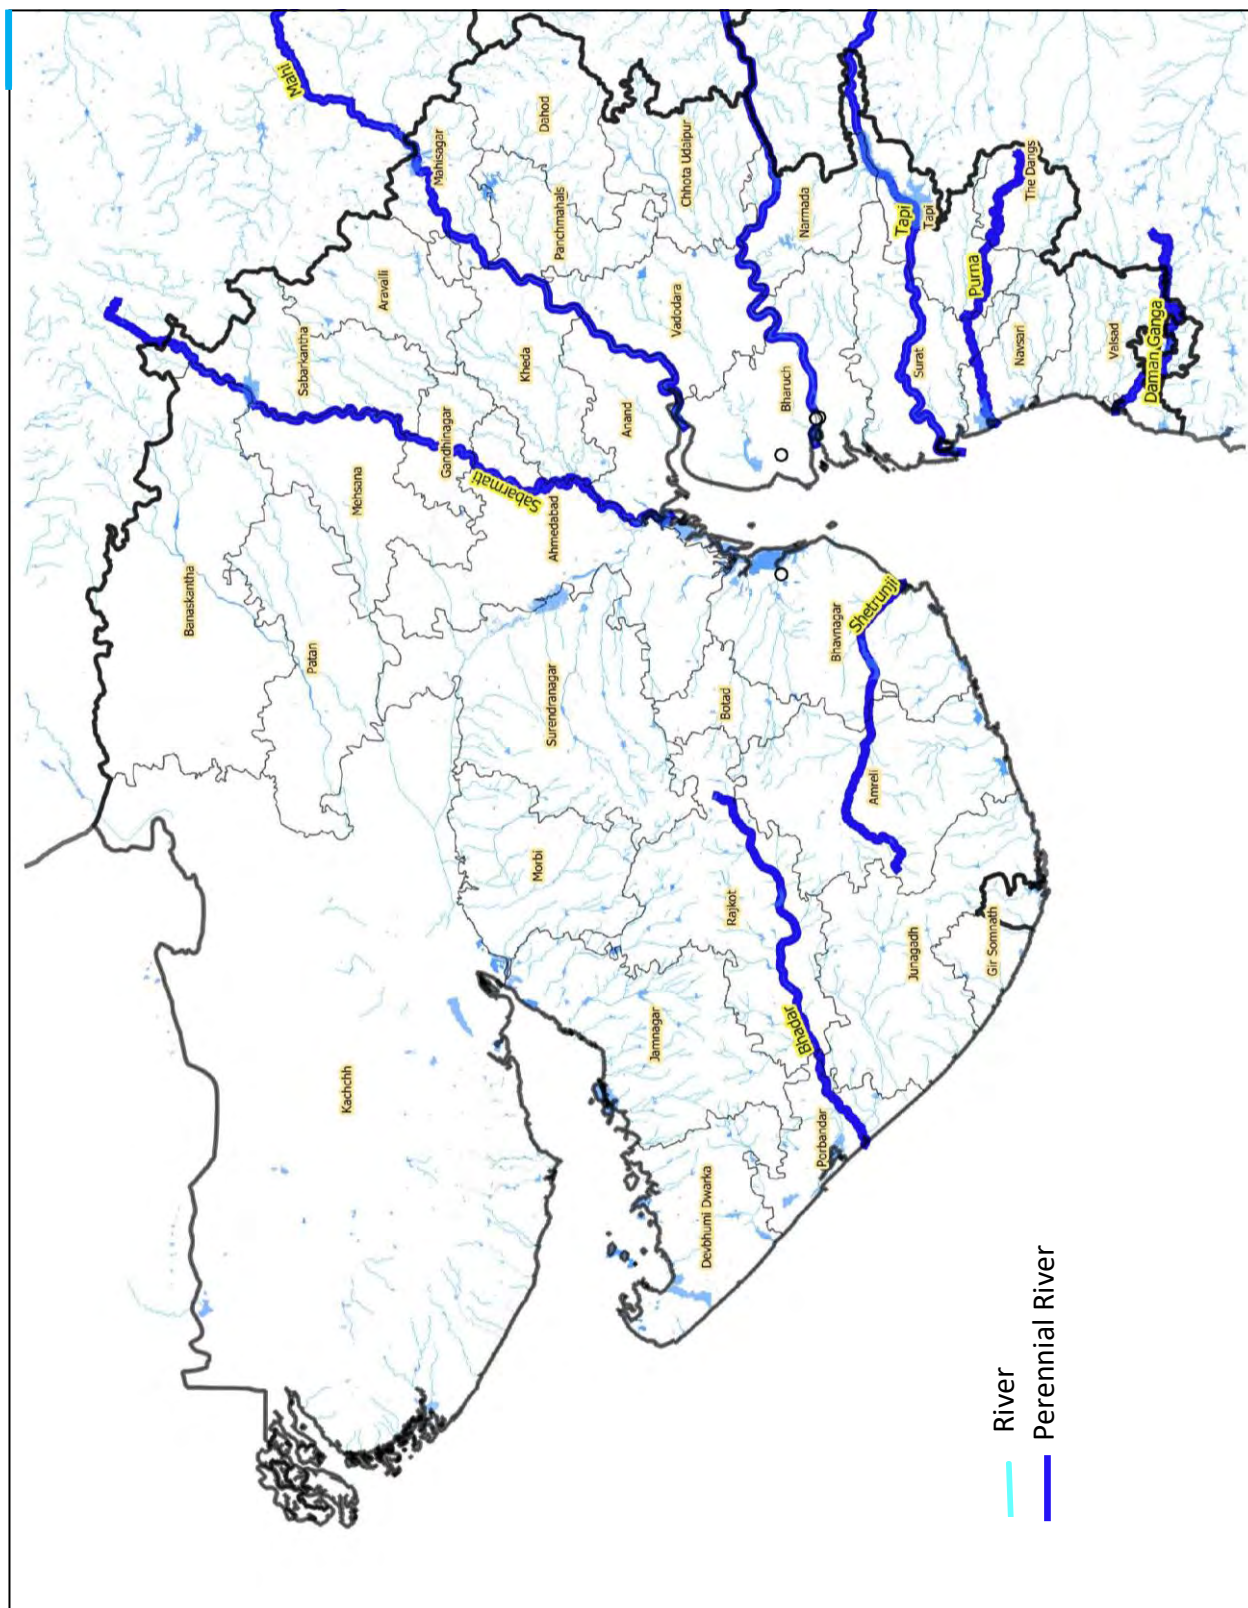 Mahi
Mahisagar
Dahod
Panchmahals
Chhota Udaipur
Narmada
Tapi
Tapi
The Dangs
Purna
Aravalli
Sabarkantha
Kheda
Vadodara
Anand
Bharuch
Surat
Navsari
Valsad
Daman Ganga
Gandhinagar
Mehsana
Sabarmati
Ahmedabad
Banaskantha
Patan
Surendranagar
Botad
Bhavnagar
Shetrunji
Amreli
Morbi
Rajkot
Junagadh
Gir Somnath
Jamnagar
Bhadar
Kachchh
Porbandar
Devbhumi Dwarka
River
Perennial River